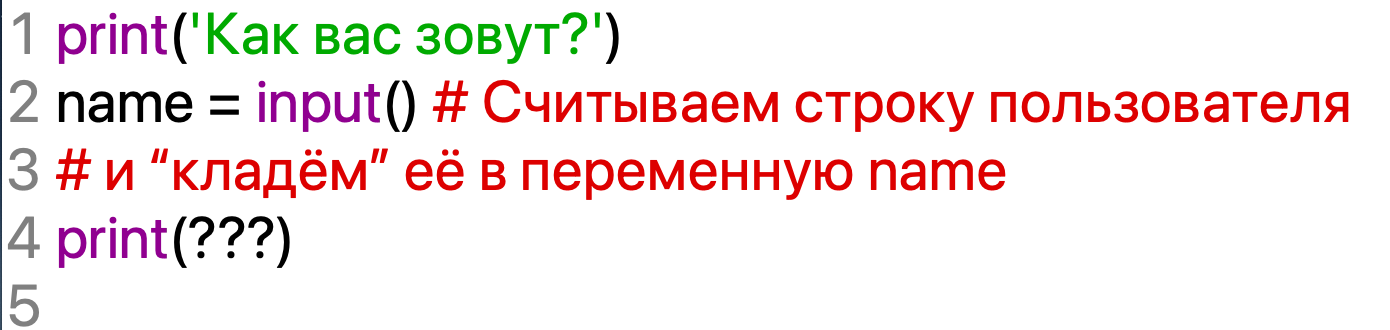 1 print('Как вас зовут?')
2 name = input() # Считываем строку пользователя
3 # и “кладём” её в переменную name
4 print(???)
5